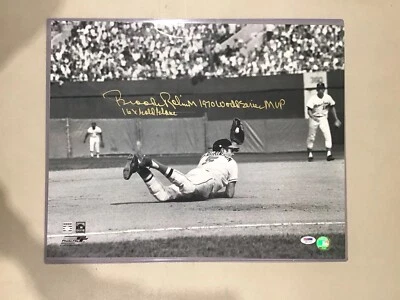 Brooks Robinson 1970 World Series MVP
16x Gold Glove